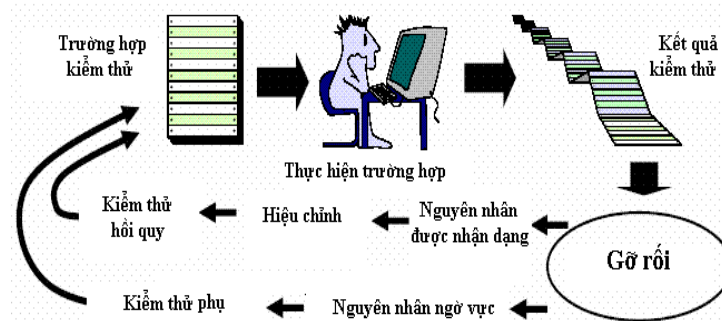 Trường hợp
kiểm thử
Kết quả
kiểm thử
Thực hiện trường hợp
Kiểm thử
hồi quy
Hiệu chỉnh
Nguyên nhân
được nhận dạng
Gỡ rối
Kiểm thử phụ
Nguyên nhân ngờ vực